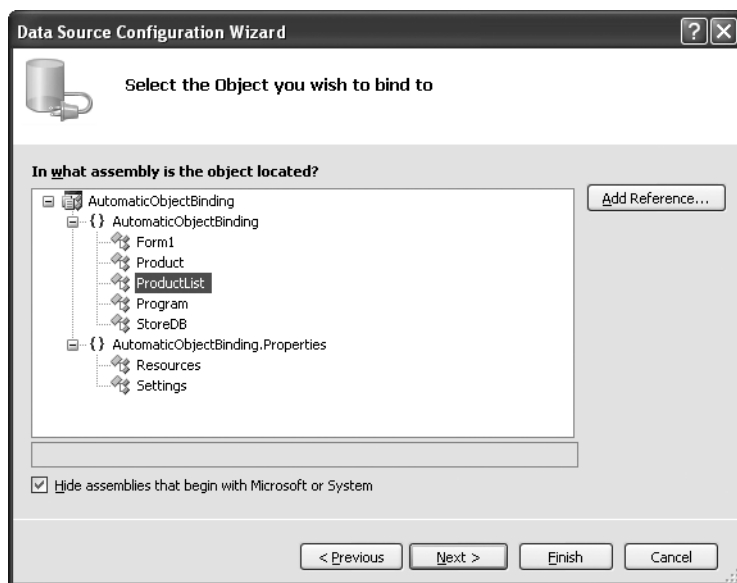 Data Source Configuration Wizard
Select the Object you wish to bind to
In what assembly is the object located?
AutomaticObjectBinding
Add Reference...
{} AutomaticObjectBinding
Form1
Product
ProductList
Program
StoreDB
{} AutomaticObjectBinding.Properties
Resources
Settings
Hide assemblies that begin with Microsoft or System
< Previous Next > Finish Cancel